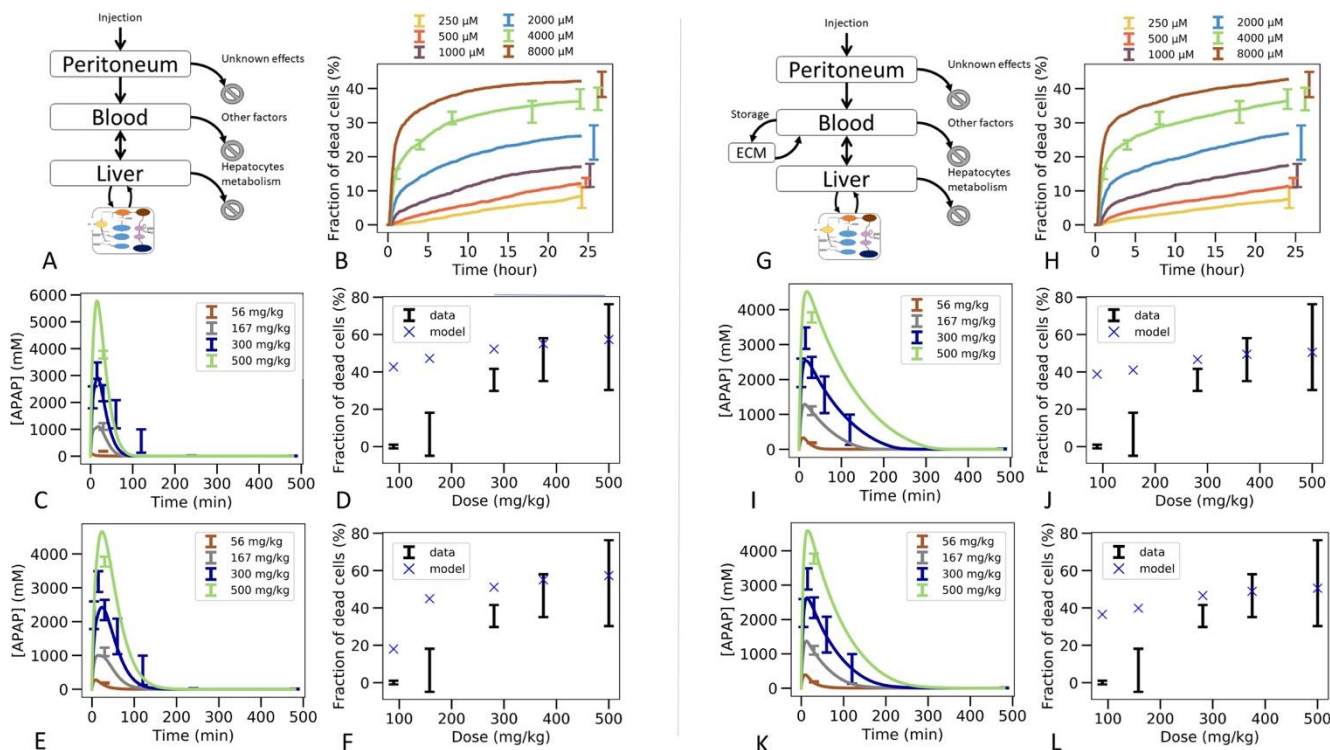 Injection
Peritoneum
Unknown effects
Blood
Other factors
Liver
Hepatocytes
metabolism
A
250 µM
500 µM
1000 µM
2000 µM
4000 µM
8000 µM
Fraction of dead cells (%)
40
30
20
10
0
0 5 10 15 20 25
Time (hour)
B
Injection
Peritoneum
Unknown effects
Storage
Blood
Other factors
ECM
Liver
Hepatocytes
metabolism
G
250 µM
500 µM
1000 µM
2000 µM
4000 µM
8000 µM
Fraction of dead cells (%)
40
30
20
10
0
0 5 10 15 20 25
Time (hour)
H
[APAP] (mM)
6000
5000
4000
3000
2000
1000
0
56 mg/kg
167 mg/kg
300 mg/kg
500 mg/kg
0 100 200 300 400 500
Time (min)
C
Fraction of dead cells (%)
80
60
40
20
0
data
model
100 200 300 400 500
Dose (mg/kg)
D
[APAP] (mM)
4000
2000
0
56 mg/kg
167 mg/kg
300 mg/kg
500 mg/kg
0 100 200 300 400 500
Time (min)
I
Fraction of dead cells (%)
80
60
40
20
0
data
model
100 200 300 400 500
Dose (mg/kg)
J
[APAP] (mM)
4000
3000
2000
1000
0
56 mg/kg
167 mg/kg
300 mg/kg
500 mg/kg
0 100 200 300 400 500
Time (min)
E
Fraction of dead cells (%)
80
60
40
20
0
data
model
100 200 300 400 500
Dose (mg/kg)
F
[APAP] (mM)
4000
3000
2000
1000
0
56 mg/kg
167 mg/kg
300 mg/kg
500 mg/kg
0 100 200 300 400 500
Time (min)
K
Fraction of dead cells (%)
80
60
40
20
0
data
model
100 200 300 400 500
Dose (mg/kg)
L